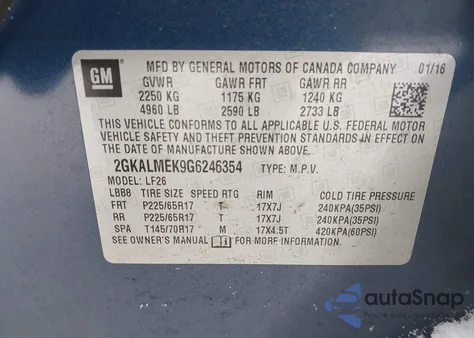 GM
MFD BY GENERAL MOTORS OF CANADA COMPANY 01/16
GVWR GAWR FRT GAWR RR
2250 KG 1175 KG 1240 KG
4960 LB 2590 LB 2733 LB
THIS VEHICLE CONFORMS TO ALL APPLICABLE U.S. FEDERAL MOTOR
VEHICLE SAFETY AND THEFT PREVENTION STANDARDS IN EFFECT ON
THE DATE OF MANUFACTURE SHOWN ABOVE.
2GKALMEK9G6246354 TYPE: M.P.V.
MODEL: LF26
LBB8 TIRE SIZE SPEED RTG RIM COLD TIRE PRESSURE
FRT P225/65R17 T 17X7J 240KPA(35PSI)
RR P225/65R17 T 17X7J 240KPA(35PSI)
SPA T145/70R17 M 17X4.5T 420KPA(60PSI)
SEE OWNER'S MANUAL FOR MORE INFORMATION.
autoSnap